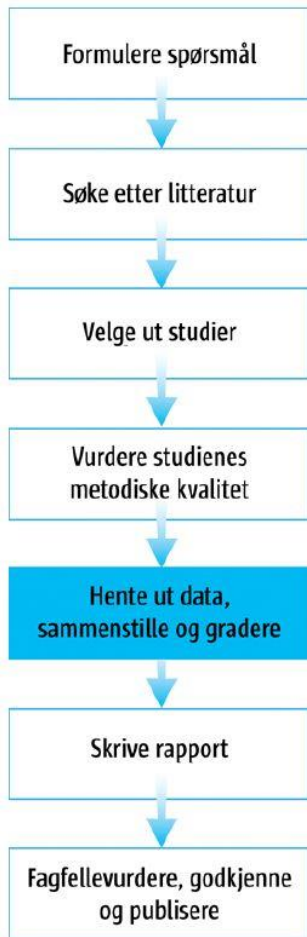 Formulere spørsmål
Søke etter litteratur
Velge ut studier
Vurdere studienes
metodiske kvalitet
Hente ut data,
sammenstille og gradere
Skrive rapport
Fagfellevurdere, godkjenne
og publisere